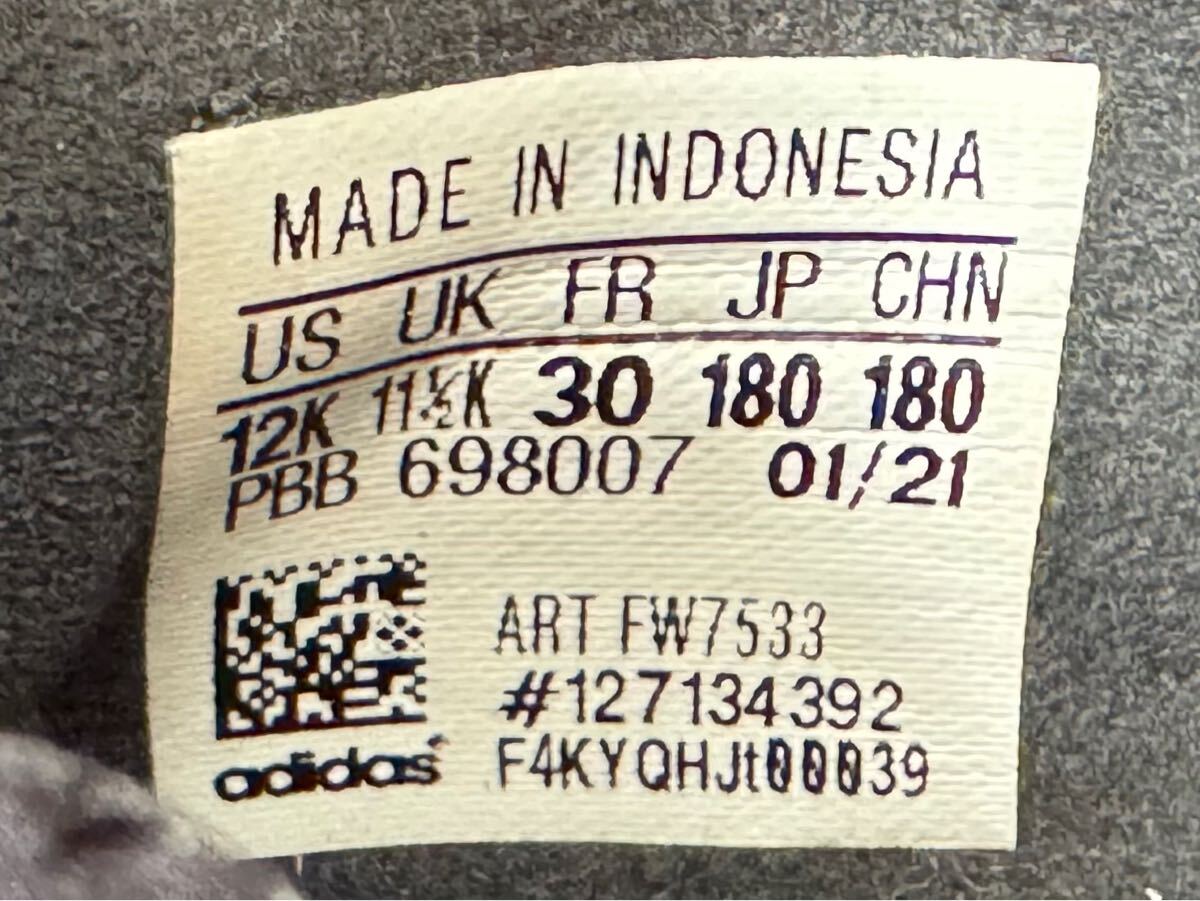 MADE IN INDONESIA
US UK FR JP CHN
12K 11½K 30 180 180
PBB 698007 01/21
ART FW7533
#127134392
adidas F4KYQHJt00039